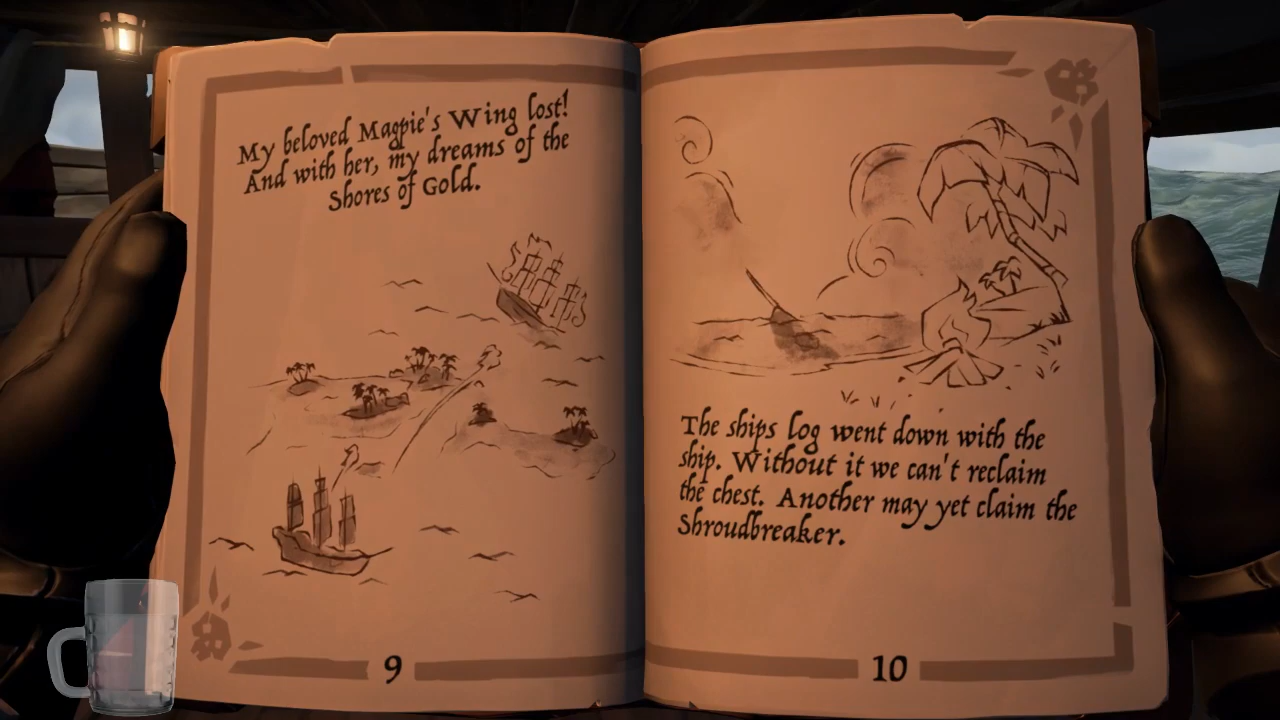 My beloved Magpie's Wing lost!
And with her, my dreams of the
Shores of Gold.
9
The ships log went down with the
ship. Without it we can't reclaim
the chest. Another may yet claim the
Shroudbreaker.
10